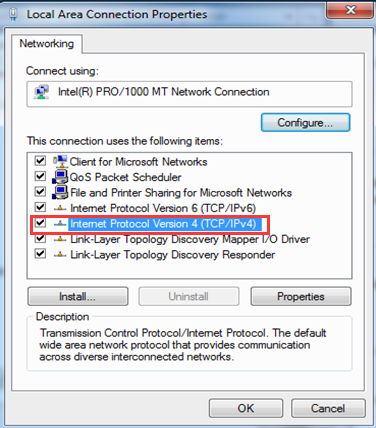 Local Area Connection Properties
Networking
Connect using:
Intel(R) PRO/1000 MT Network Connection
Configure...
This connection uses the following items:
Client for Microsoft Networks
QoS Packet Scheduler
File and Printer Sharing for Microsoft Networks
Internet Protocol Version 6 (TCP/IPv6)
Internet Protocol Version 4 (TCP/IPv4)
Link-Layer Topology Discovery Mapper I/O Driver
Link-Layer Topology Discovery Responder
Install... Uninstall Properties
Description
Transmission Control Protocol/Internet Protocol. The default
wide area network protocol that provides communication
across diverse interconnected networks.
OK Cancel